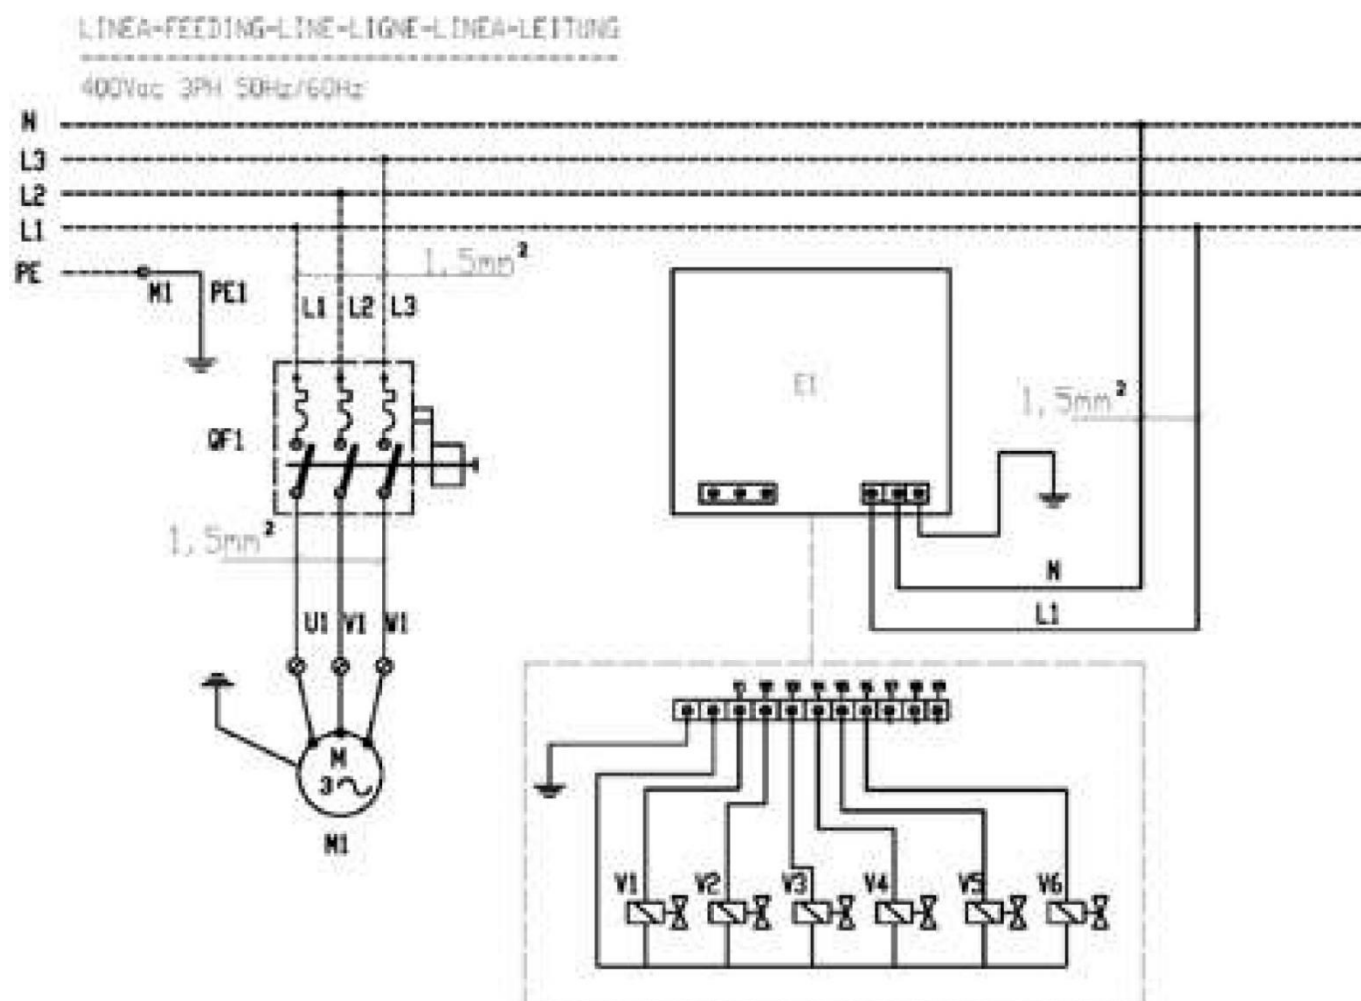 LINEA-FEEDING-LINE-LIGNE-LINEA-LEITUNG
400Vac 3PH 50Hz/60Hz
N
L3
L2
L1
PE
M1 PE1
1,5mm²
L1 L2 L3
QF1
1,5mm²
U1 V1 W1
M
3
M1
E1
1,5mm²
N
L1
V1 V2 V3 V4 V5 V6